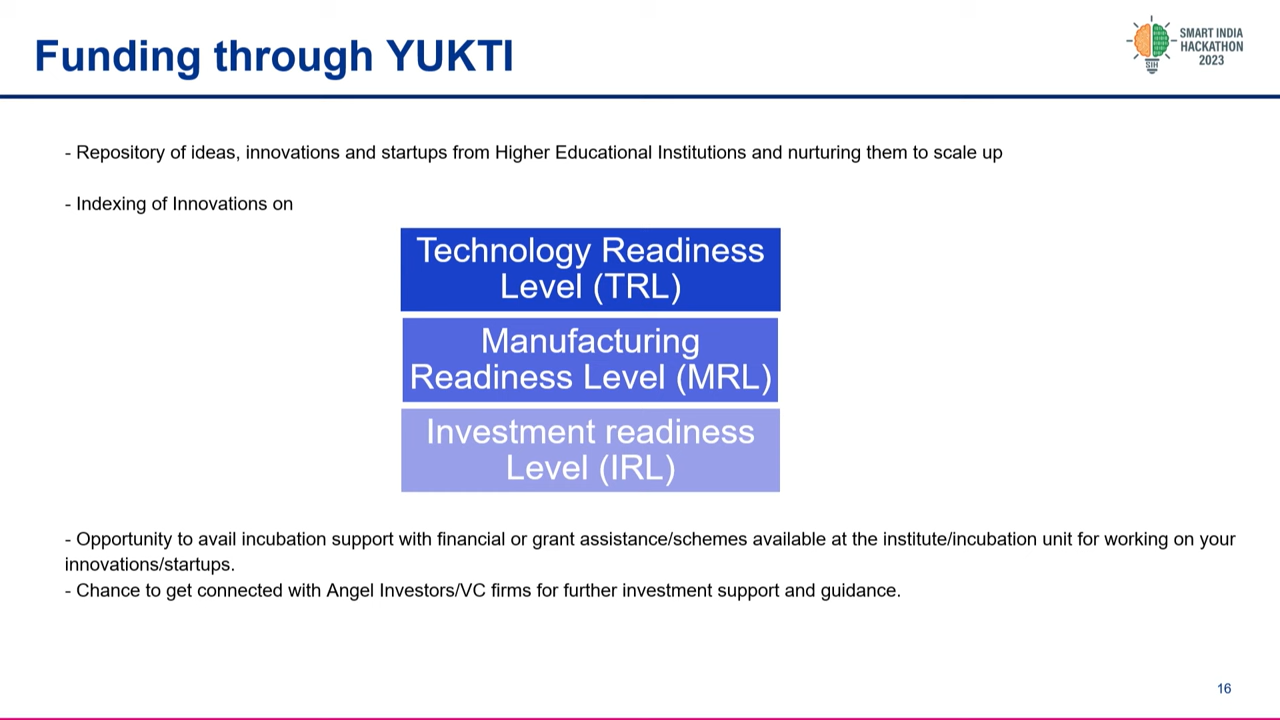 Funding through YUKTI
SMART INDIA
HACKATHON
2023
SIH
- Repository of ideas, innovations and startups from Higher Educational Institutions and nurturing them to scale up
- Indexing of Innovations on
Technology Readiness
Level (TRL)
Manufacturing
Readiness Level (MRL)
Investment readiness
Level (IRL)
- Opportunity to avail incubation support with financial or grant assistance/schemes available at the institute/incubation unit for working on your
innovations/startups.
- Chance to get connected with Angel Investors/VC firms for further investment support and guidance.
16